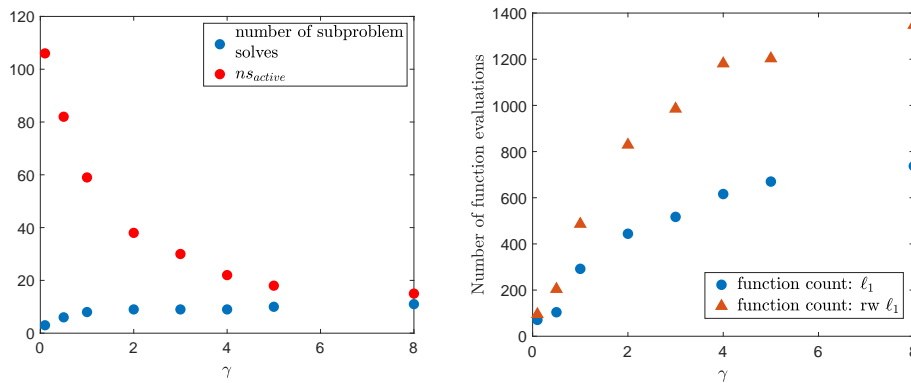 120
100
80
60
40
20
0
0 2 4 6 8
γ
number of subproblem
solves
ns_active
1400
1200
1000
800
600
400
200
0
0 2 4 6 8
γ
Number of function evaluations
function count: ℓ₁
function count: rw ℓ₁